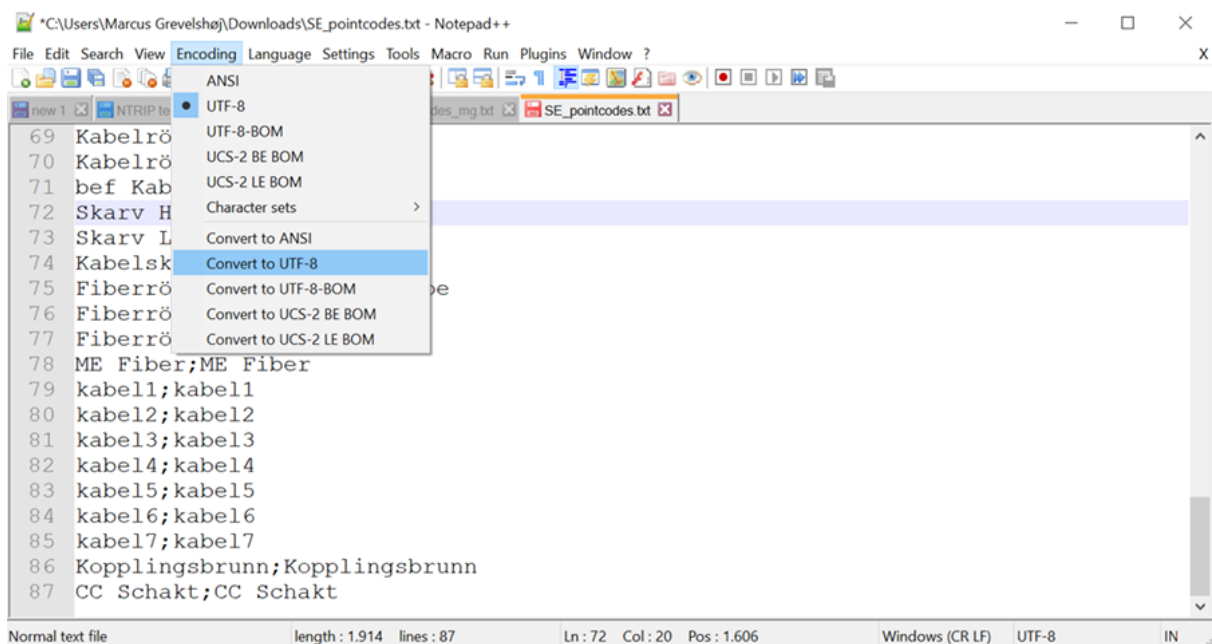 *C:\Users\Marcus Grevelshøj\Downloads\SE_pointcodes.txt - Notepad++
File Edit Search View Encoding Language Settings Tools Macro Run Plugins Window ? X
new 1 NTRIP te des_mg.txt SE_pointcodes.txt
ANSI
UTF-8
UTF-8-BOM
UCS-2 BE BOM
UCS-2 LE BOM
Character sets
Convert to ANSI
Convert to UTF-8
Convert to UTF-8-BOM
Convert to UCS-2 BE BOM
Convert to UCS-2 LE BOM
69 Kabelrö
70 Kabelrö
71 bef Kab
72 Skarv H
73 Skarv L
74 Kabelsk
75 Fiberrö
76 Fiberrö
77 Fiberrö
78 ME Fiber;ME Fiber
79 kabel1;kabel1
80 kabel2;kabel2
81 kabel3;kabel3
82 kabel4;kabel4
83 kabel5;kabel5
84 kabel6;kabel6
85 kabel7;kabel7
86 Kopplingsbrunn;Kopplingsbrunn
87 CC Schakt;CC Schakt
Normal text file length : 1.914 lines : 87 Ln : 72 Col : 20 Pos : 1.606 Windows (CR LF) UTF-8 IN